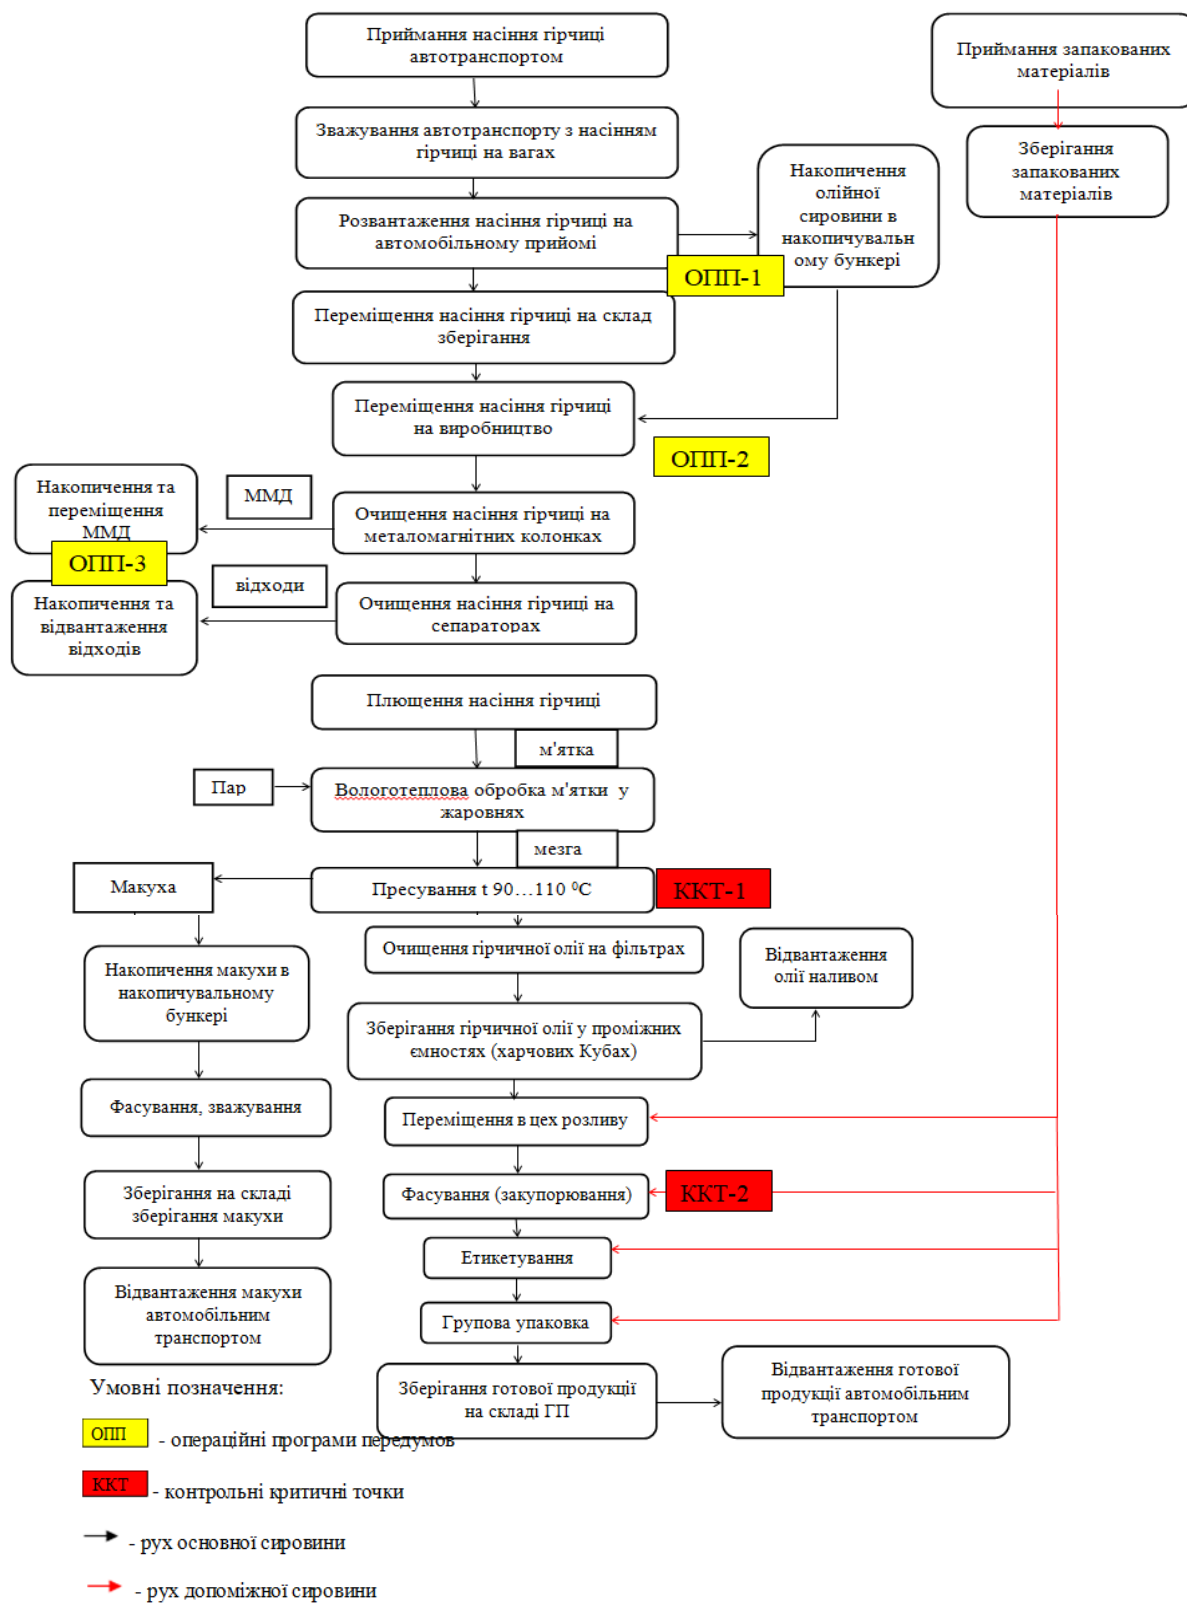 Приймання насіння гірчиці
автотранспортом
Приймання запакованих
матеріалів
Зважування автотранспорту з насінням
гірчиці на вагах
Зберігання
запакованих
матеріалів
Накопичення
олійної
сировини в
накопичувальн
ому бункері
Розвантаження насіння гірчиці на
автомобільному прийомі
ОПП-1
Переміщення насіння гірчиці на склад
зберігання
Переміщення насіння гірчиці
на виробництво
ОПП-2
Накопичення та
переміщення
ММД
ММД
Очищення насіння гірчиці на
металомагнітних колонках
ОПП-3
відходи
Накопичення та
відвантаження
відходів
Очищення насіння гірчиці на
сепараторах
Плющення насіння гірчиці
м'ятка
Пар
Вологотеплова обробка м'ятки у
жаровнях
мезга
Макуха
Пресування t 90…110 ⁰С
ККТ-1
Очищення гірчичної олії на фільтрах
Відвантаження
олії наливом
Накопичення макухи в
накопичувальному
бункері
Зберігання гірчичної олії у проміжних
ємностях (харчових Кубах)
Фасування, зважування
Переміщення в цех розливу
Зберігання на складі
зберігання макухи
Фасування (закупорювання)
ККТ-2
Етикетування
Відвантаження макухи
автомобільним
транспортом
Групова упаковка
Зберігання готової продукції
на складі ГП
Відвантаження готової
продукції автомобільним
транспортом
Умовні позначення:
ОПП - операційні програми передумов
ККТ - контрольні критичні точки
- рух основної сировини
- рух допоміжної сировини